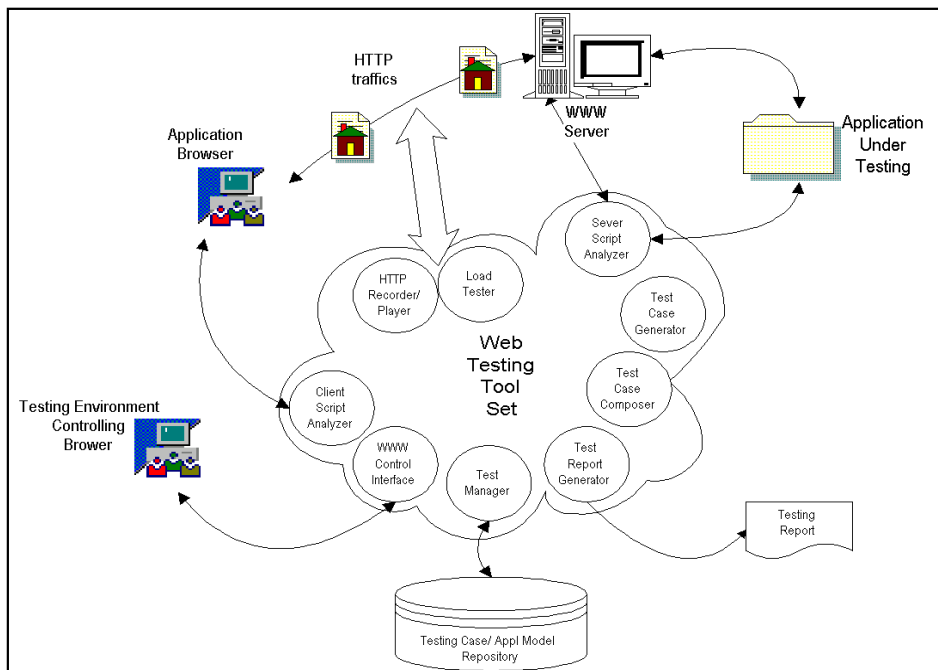 HTTP
traffics
WWW
Server
Application
Browser
Application
Under
Testing
Sever
Script
Analyzer
HTTP
Recorder/
Player
Load
Tester
Test
Case
Generator
Web
Testing
Tool
Set
Test
Case
Composer
Client
Script
Analyzer
Testing Environment
Controlling
Brower
WWW
Control
Interface
Test
Manager
Test
Report
Generator
Testing
Report
Testing Case/ Appl Model
Repository